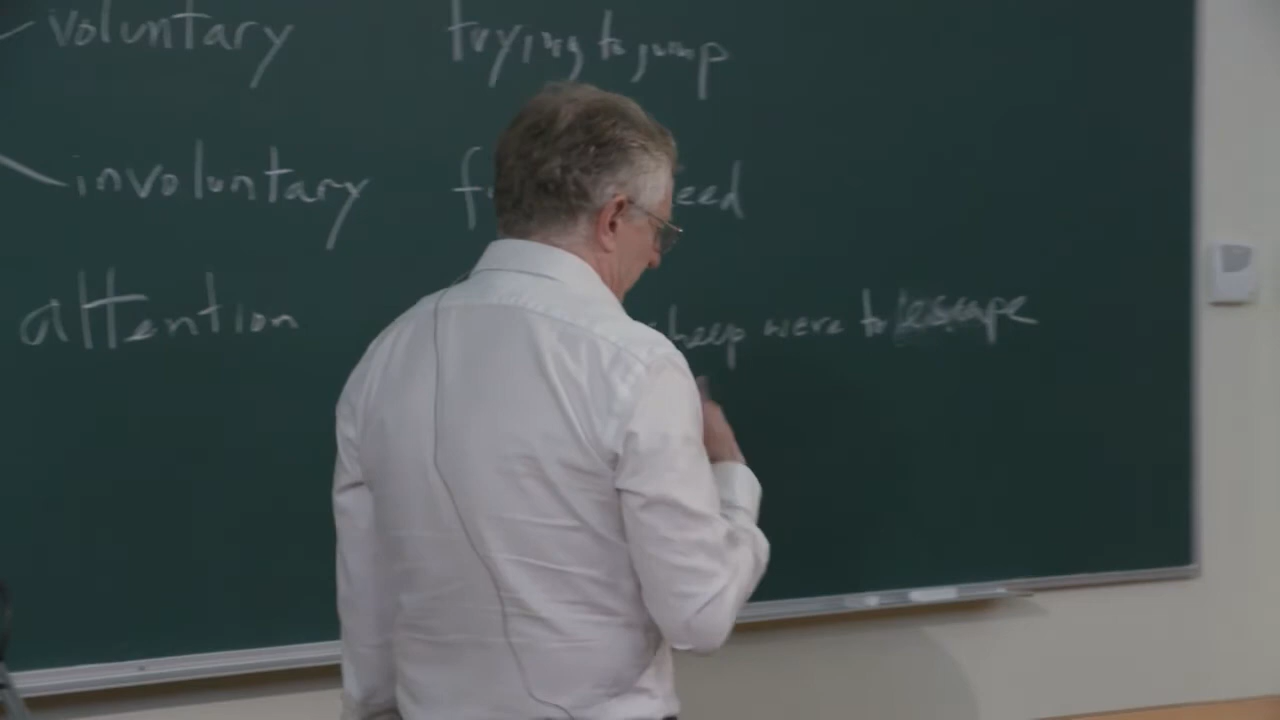 voluntary trying to jump
involuntary
attention were to escape